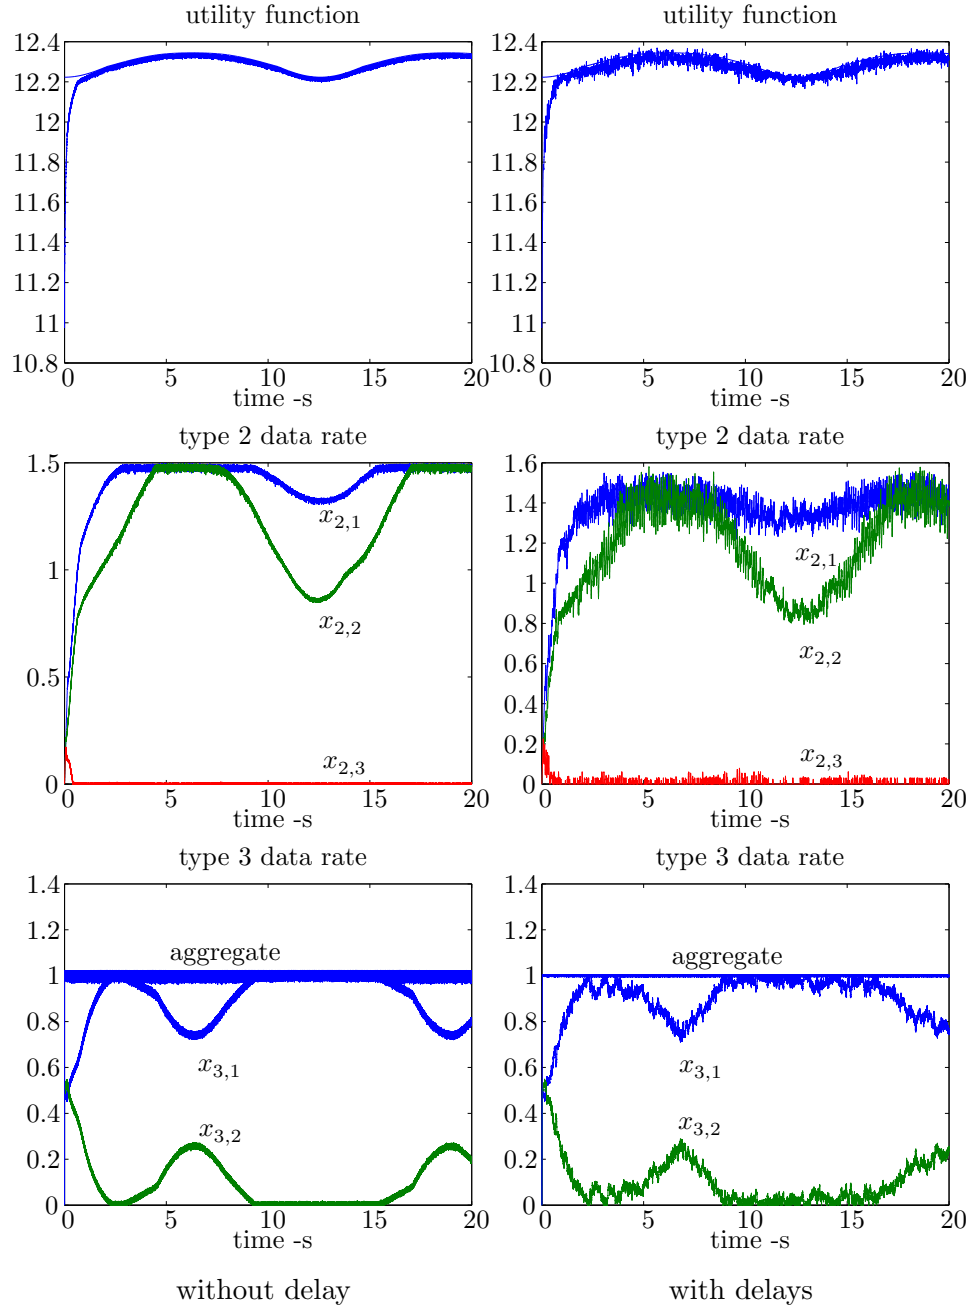 utility function
12.4
12.2
12
11.8
11.6
11.4
11.2
11
10.8
0 5 10 15 20
time -s
utility function
12.4
12.2
12
11.8
11.6
11.4
11.2
11
10.8
0 5 10 15 20
time -s
type 2 data rate
1.5
1
0.5
0
x2,1
x2,2
x2,3
0 5 10 15 20
time -s
type 2 data rate
1.6
1.4
1.2
1
0.8
0.6
0.4
0.2
0
x2,1
x2,2
x2,3
0 5 10 15 20
time -s
type 3 data rate
1.4
1.2
1
0.8
0.6
0.4
0.2
0
aggregate
x3,1
x3,2
0 5 10 15 20
time -s
type 3 data rate
1.4
1.2
1
0.8
0.6
0.4
0.2
0
aggregate
x3,1
x3,2
0 5 10 15 20
time -s
without delay
with delays